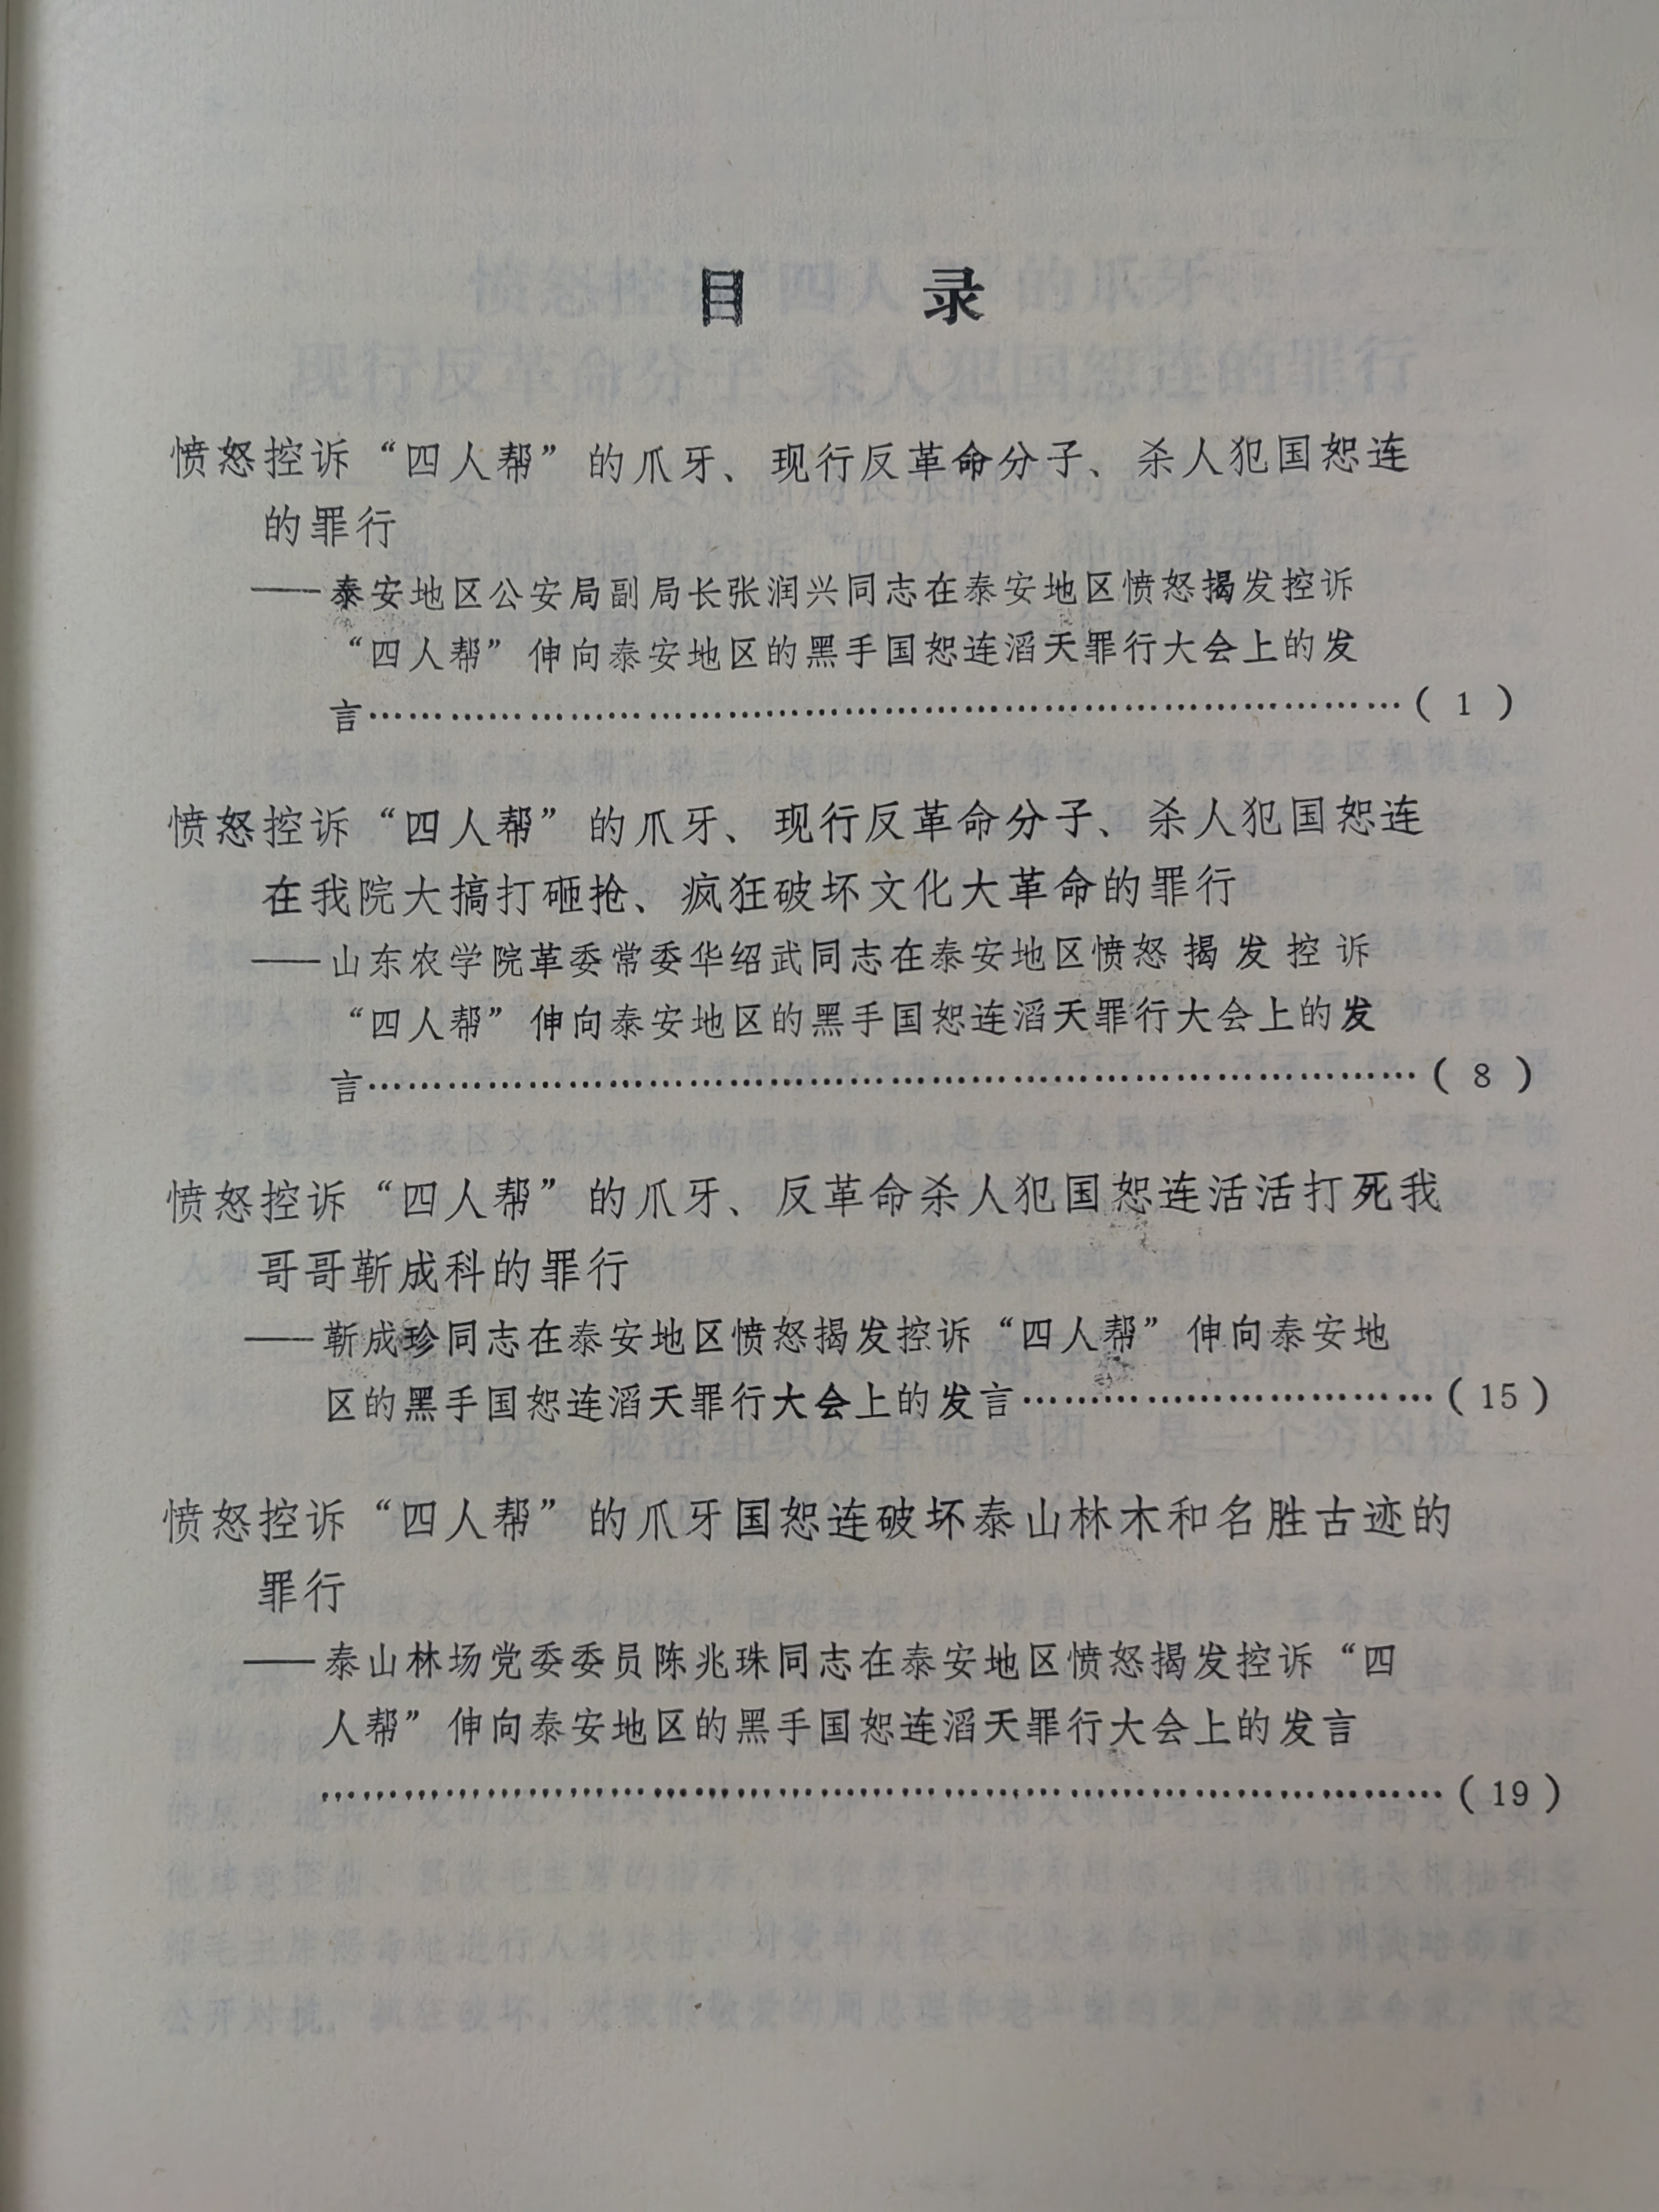 目 录
愤怒控诉“四人帮”的爪牙、现行反革命分子、杀人犯国恕连
的罪行
——泰安地区公安局副局长张润兴同志在泰安地区愤怒揭发控诉
“四人帮”伸向泰安地区的黑手国恕连滔天罪行大会上的发
言…………………………………………………………………………( 1 )
愤怒控诉“四人帮”的爪牙、现行反革命分子、杀人犯国恕连
在我院大搞打砸抢、疯狂破坏文化大革命的罪行
——山东农学院革委常委华绍武同志在泰安地区愤怒揭发控诉
“四人帮”伸向泰安地区的黑手国恕连滔天罪行大会上的发
言…………………………………………………………………………( 8 )
愤怒控诉“四人帮”的爪牙、反革命杀人犯国恕连活活打死我
哥哥靳成科的罪行
——靳成珍同志在泰安地区愤怒揭发控诉“四人帮”伸向泰安地
区的黑手国恕连滔天罪行大会上的发言……………………………(15)
愤怒控诉“四人帮”的爪牙国恕连破坏泰山林木和名胜古迹的
罪行
——泰山林场党委委员陈兆珠同志在泰安地区愤怒揭发控诉“四
人帮”伸向泰安地区的黑手国恕连滔天罪行大会上的发言
…………………………………………………………………………(19)